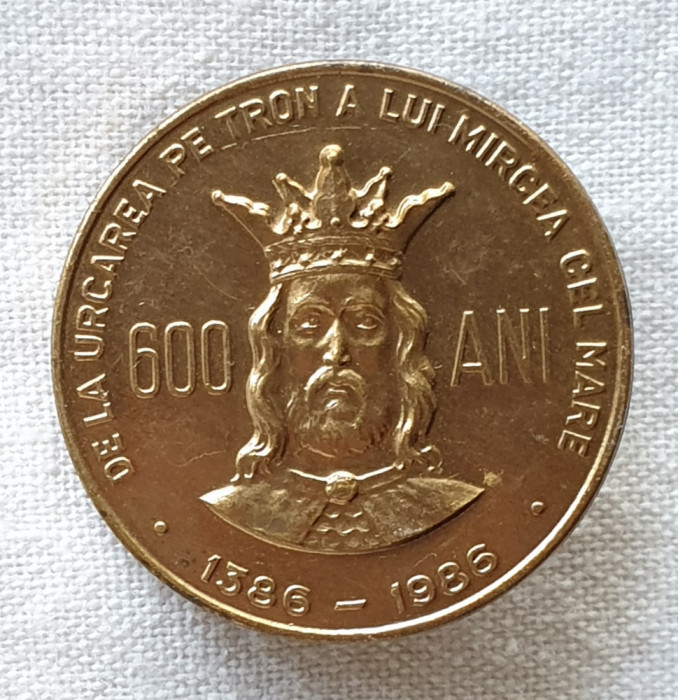 DE LA URCAREA PE TRON A LUI MIRCEA CEL MARE
600 ANI
1386 - 1986